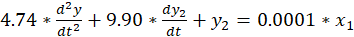 4.74 * d²y/dt² + 9.90 * dy₂/dt + y₂ = 0.0001 * x₁